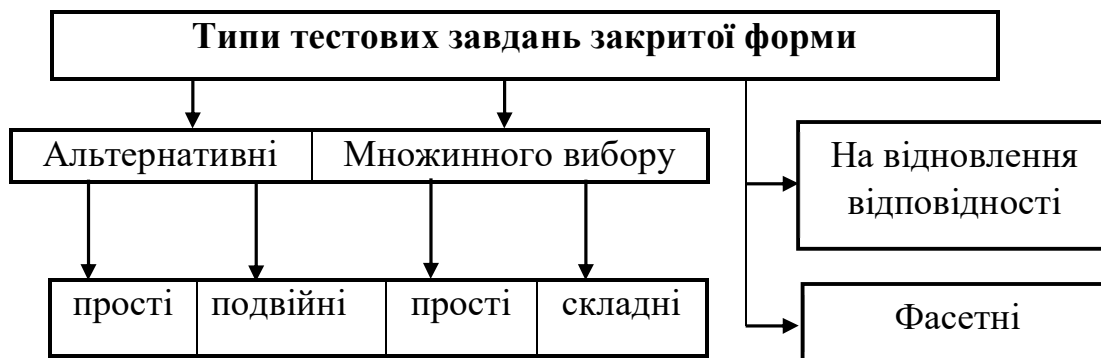 Типи тестових завдань закритої форми
Альтернативні
Множинного вибору
На відновлення
відповідності
прості
подвійні
прості
складні
Фасетні